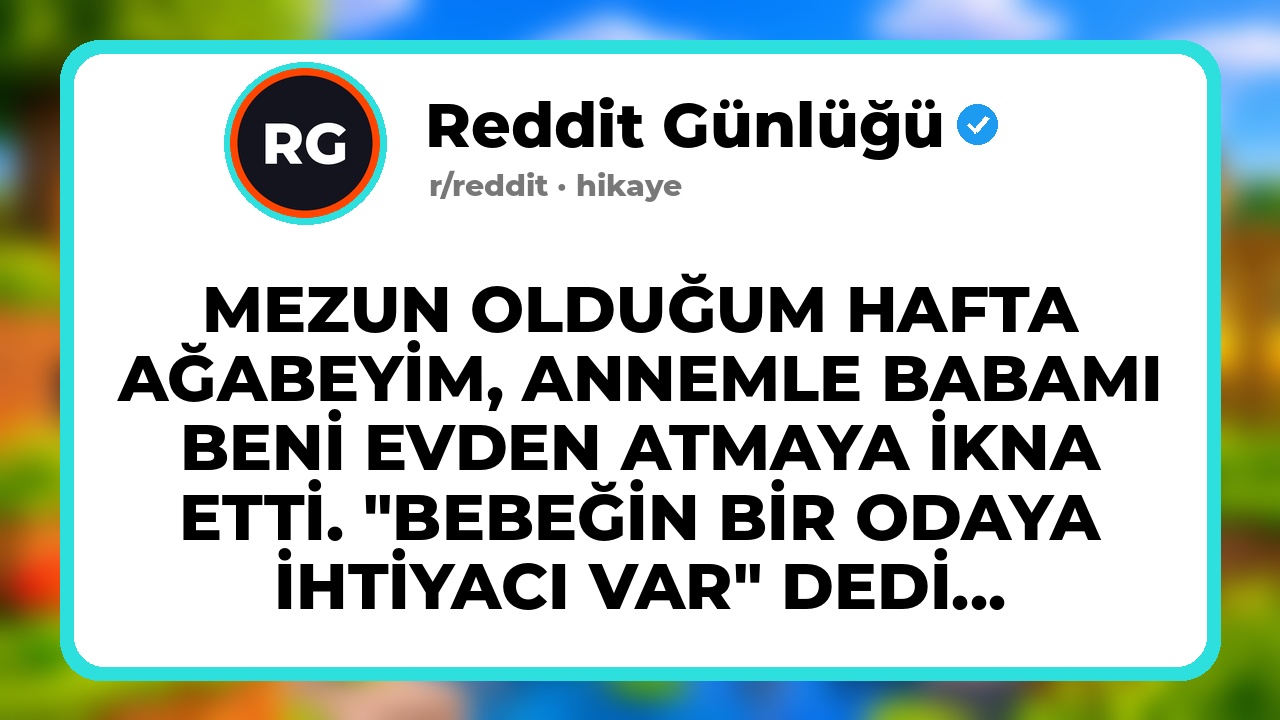 RG
Reddit Günlüğü
r/reddit • hikaye
MEZUN OLDUĞUM HAFTA
AĞABEYİM, ANNEMLE BABAMI
BENİ EVDEN ATMAYA İKNA
ETTİ. "BEBEĞİN BİR ODAYA
İHTİYACI VAR" DEDİ...